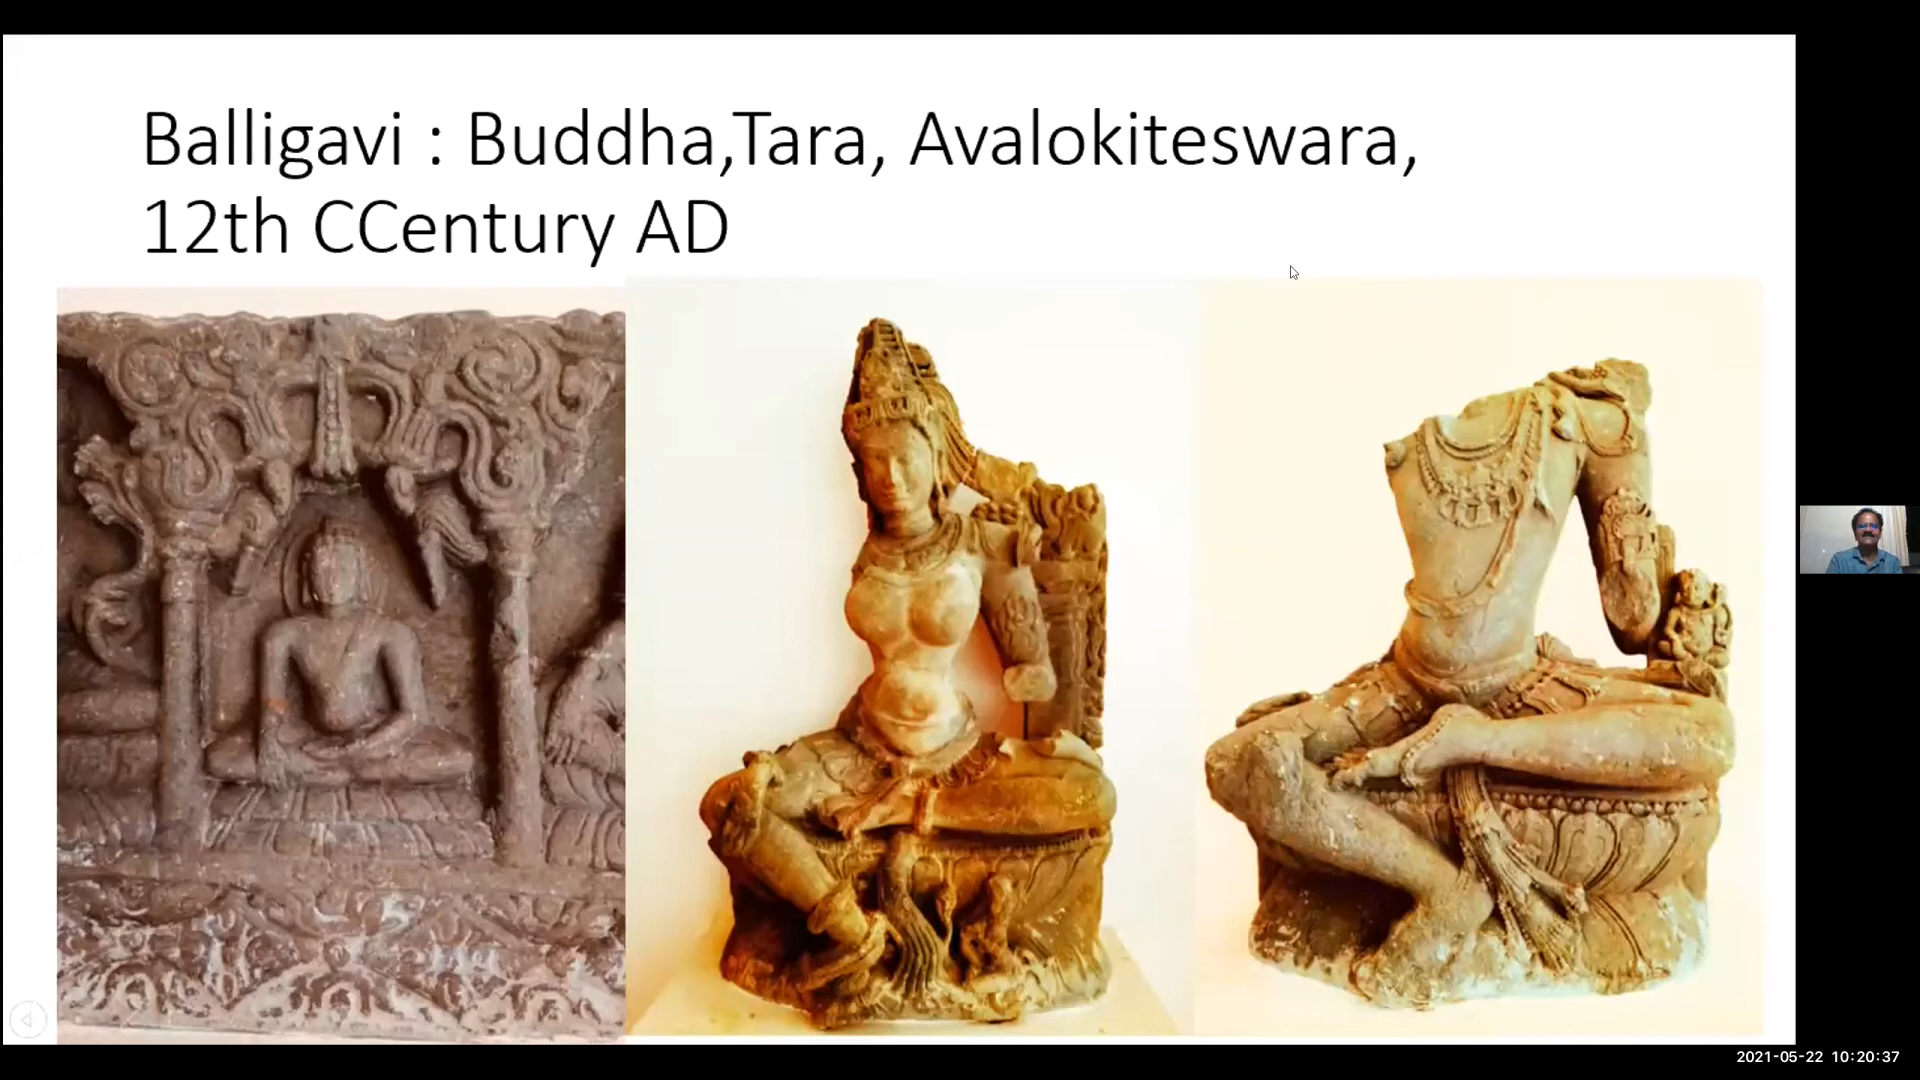 Balligavi : Buddha,Tara, Avalokiteswara,
12th CCentury AD
2021-05-22 10:20:37